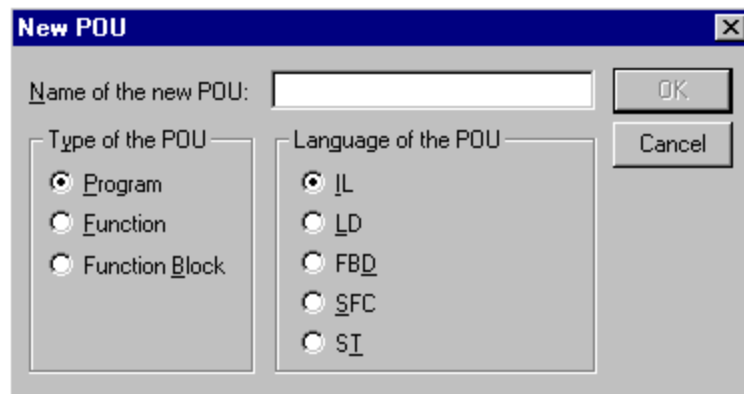 New POU
Name of the new POU:
OK
Type of the POU
Language of the POU
Cancel
Program
IL
Function
LD
Function Block
FBD
SFC
ST